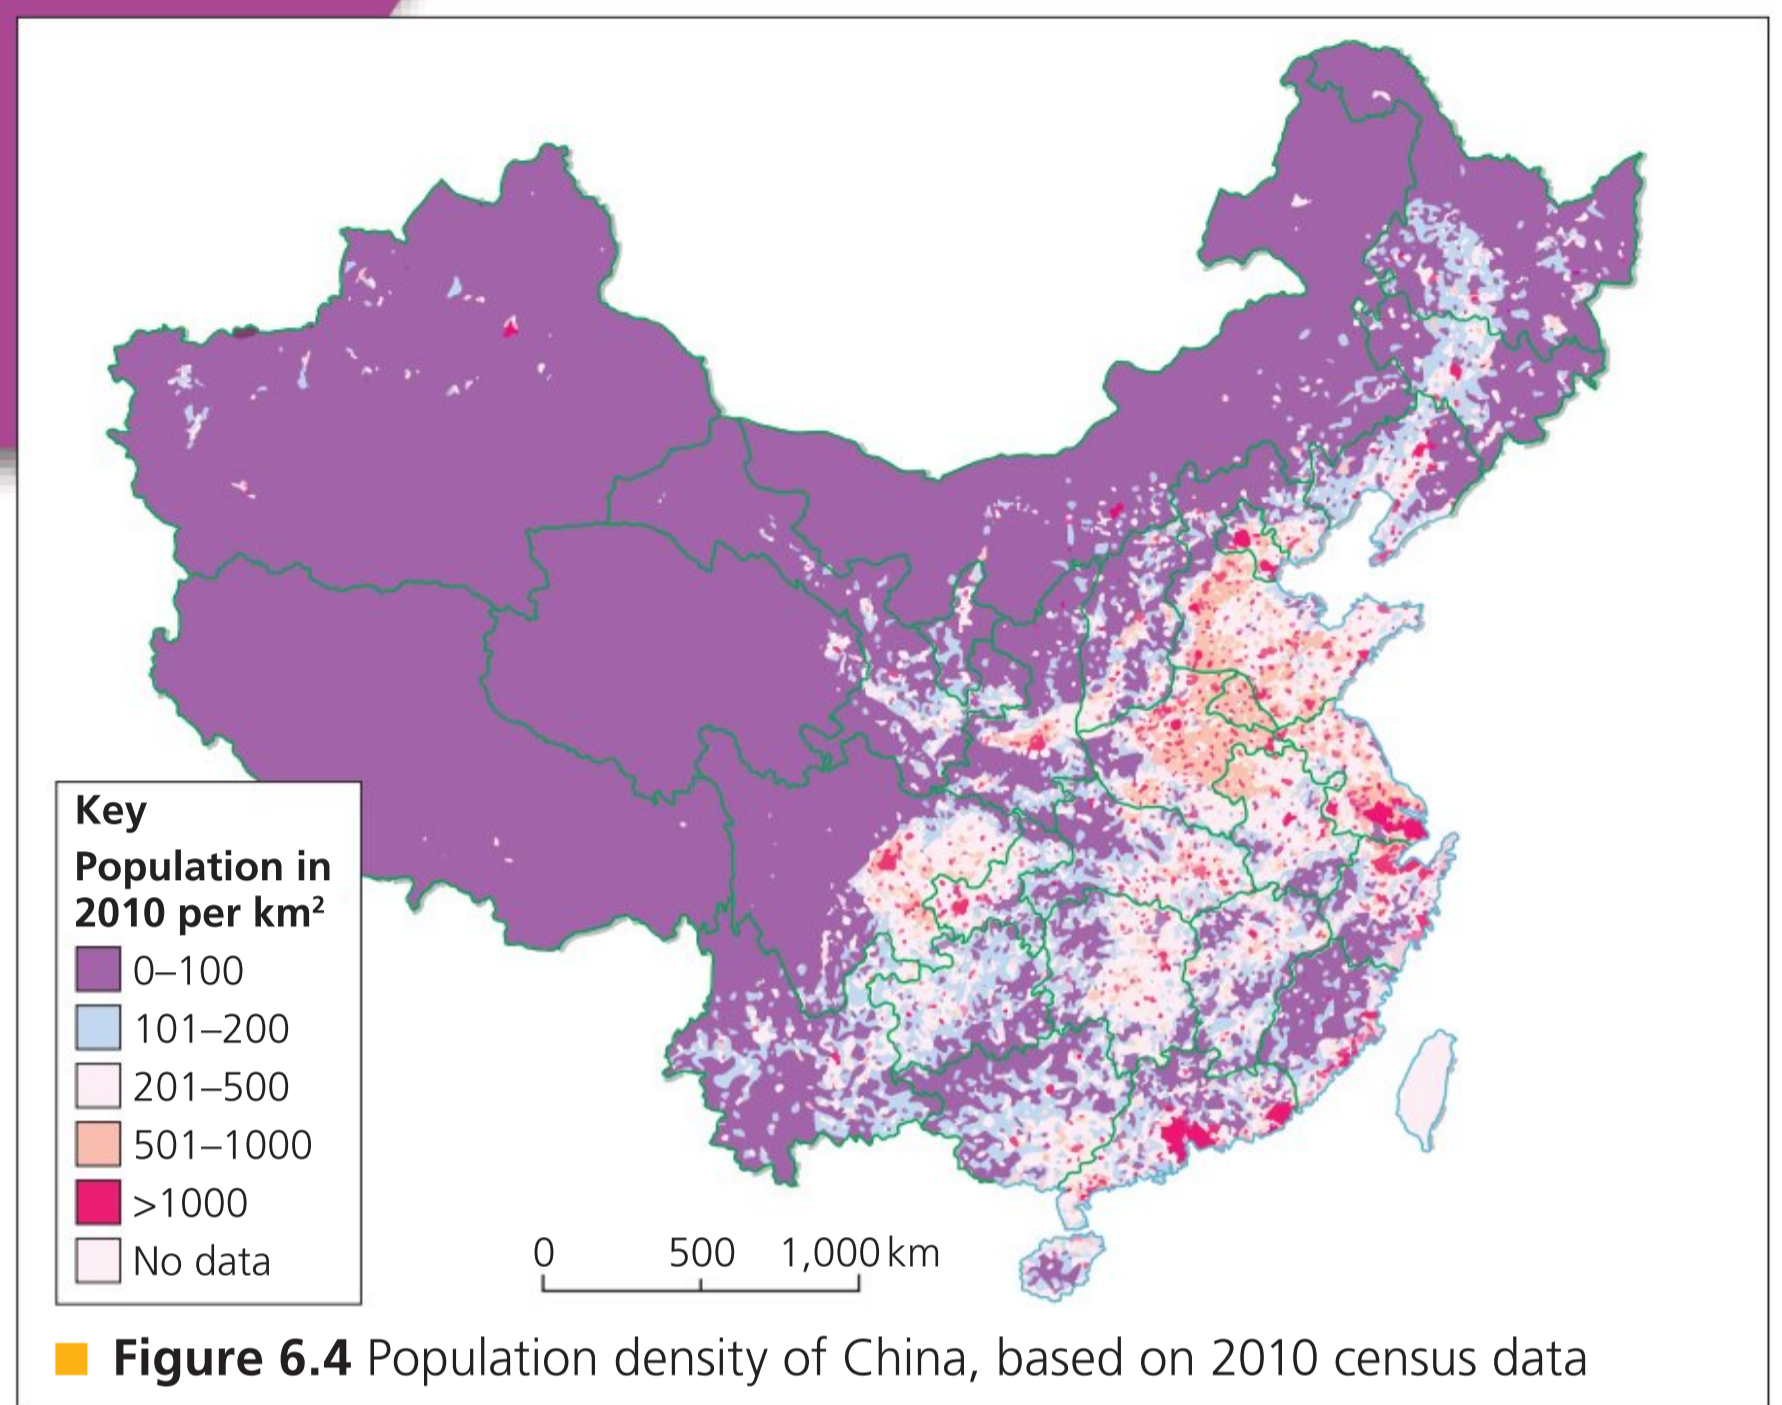 Key
Population in
2010 per km²
0–100
101–200
201–500
501–1000
>1000
No data
0 500 1,000 km
Figure 6.4 Population density of China, based on 2010 census data